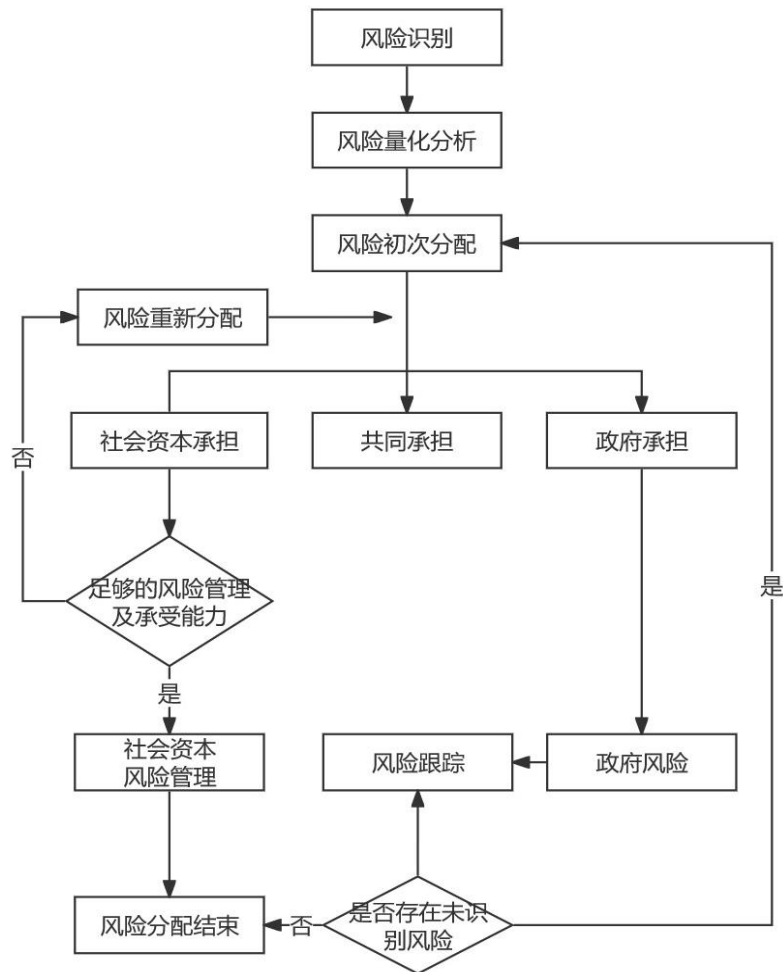 风险识别
风险量化分析
风险初次分配
风险重新分配
社会资本承担
共同承担
政府承担
否
足够的风险管理
及承受能力
是
是
社会资本
风险管理
风险跟踪
政府风险
风险分配结束
否
是否存在未识
别风险